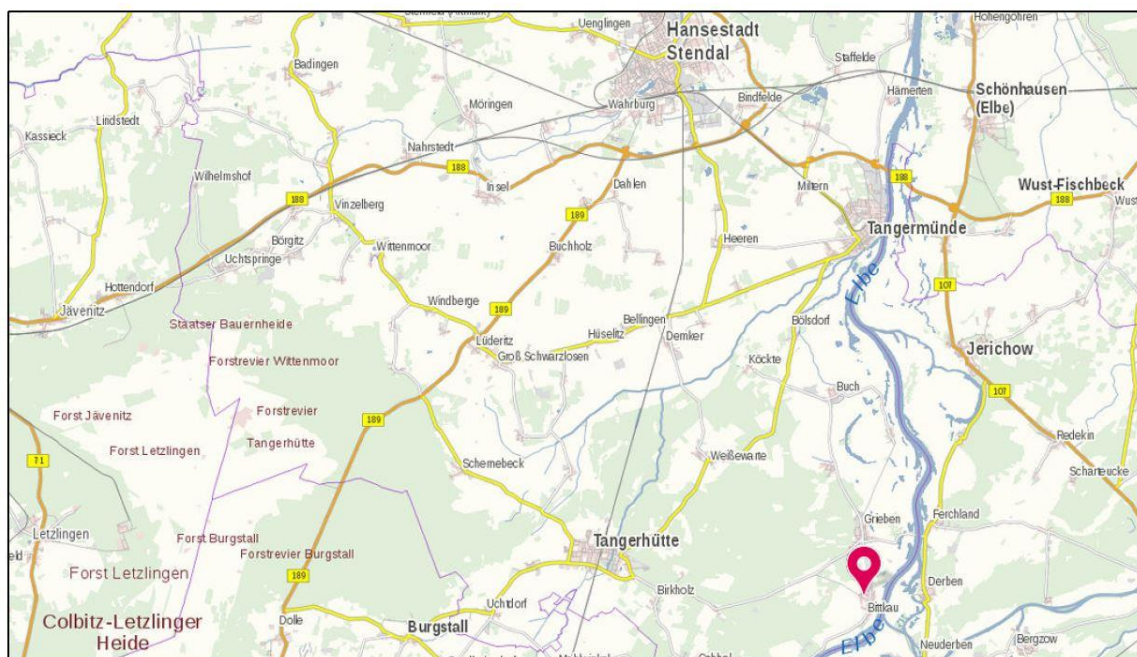 Uenglingen
Hansestadt
Stendal
Hohengöhren
Staffelde
Badingen
Hämerten
Schönhausen
(Elbe)
Möringen
Bindfelde
Wahrburg
Lindstedt
Kassieck
Nahrstedt
188
Wilhelmshof
Insel
Dahlen
Miltern
188
Wust-Fischbeck
188
188
Wust
Vinzelberg
189
Tangermünde
Börgitz
Wittenmoor
Buchholz
Heeren
Uchtspringe
Elbe
107
Hottendorf
Jävenitz
Windberge
189
Staatser Bauernheide
Bellingen
Demker
Bölsdorf
Lüderitz
Hüselitz
Groß Schwarzlosen
Jerichow
Forstrevier Wittenmoor
Köckte
Buch
107
Forst Jävenitz
Forstrevier
189
Tangerhütte
Redekin
Forst Letzlingen
71
Weißewarte
Schernebeck
Scharteucke
Grieben
Ferchland
Letzlingen
Forst Burgstall
Tangerhütte
Forstrevier Burgstall
Forst Letzlingen
189
Birkholz
Derben
Uchtdorf
Bittkau
Colbitz-Letzlinger
Heide
Dolle
Burgstall
Elbe
Neuderben
Bergzow